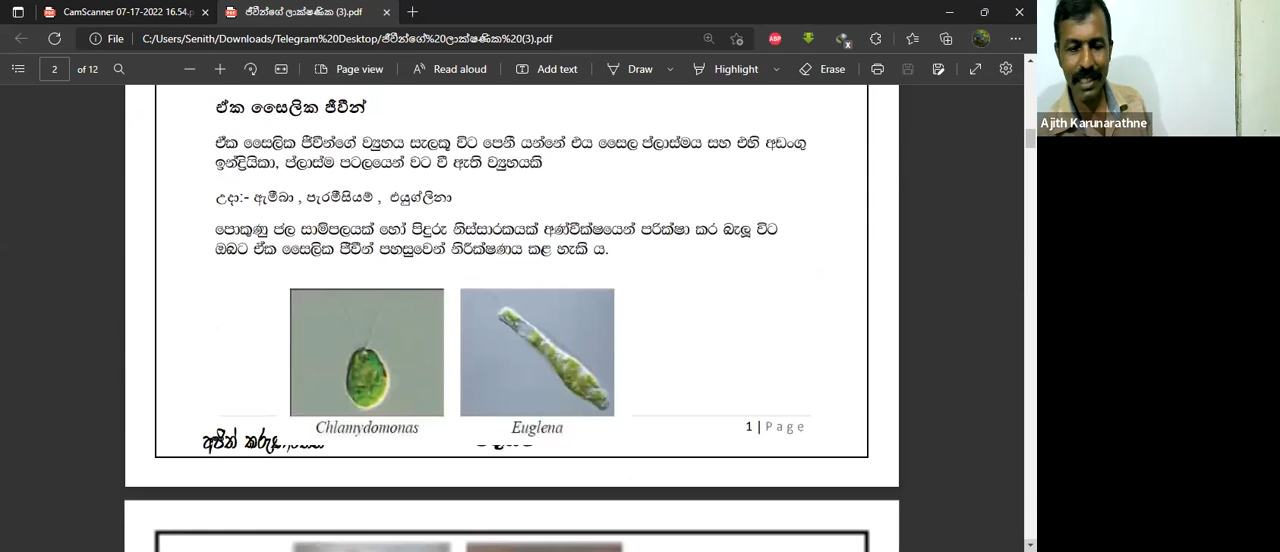 CamScanner 07-17-2022 16.54.p
ජීවීන්ගේ ලාක්ෂණික (3).pdf
File
C:/Users/Senith/Downloads/Telegram%20Desktop/ජීවීන්ගේ%20ලාක්ෂණික%20(3).pdf
ABP
2 of 12
Page view
Read aloud
Add text
Draw
Highlight
Erase
Ajith Karunarathne
ඒක සෛලික ජීවීන්
ඒක සෛලික ජීවීන්ගේ ව්‍යුහය සැලකූ විට පෙනී යන්නේ එය සෛල ප්ලාස්මය සහ එහි අඩංගු
ඉන්ද්‍රියිකා, ප්ලාස්ම පටලයෙන් වට වී ඇති ව්‍යුහයකි
උදා:- ඇමීබා , පැරමීසියම් , එයුග්ලීනා
පොකුණු ජල සාම්පලයක් හෝ පිදුරු නිස්සාරකයක් අණ්වීක්ෂයෙන් පරික්ෂා කර බැලූ විට
ඔබට ඒක සෛලික ජීවීන් පහසුවෙන් නිරීක්ෂණය කළ හැකි ය.
Chlamydomonas
Euglena
1 | Page
අජිත්